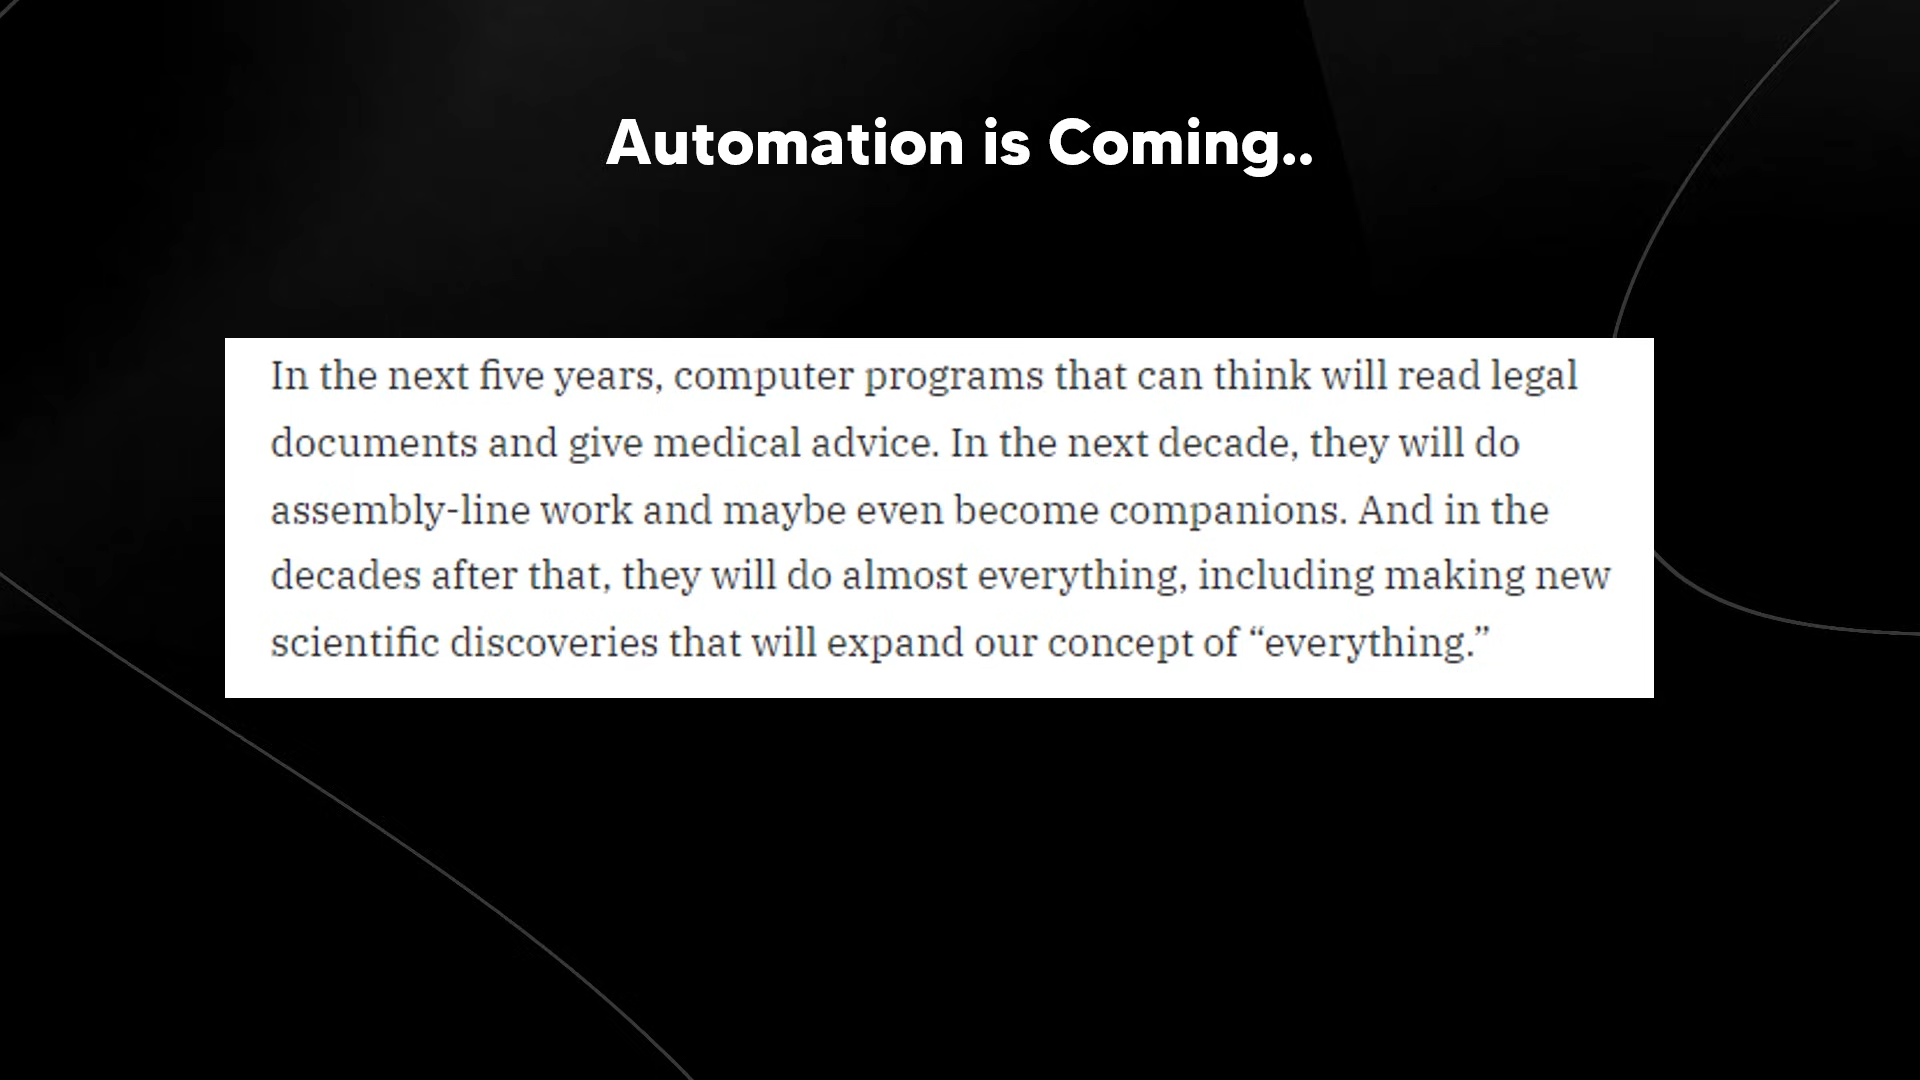 Automation is Coming..
In the next five years, computer programs that can think will read legal
documents and give medical advice. In the next decade, they will do
assembly-line work and maybe even become companions. And in the
decades after that, they will do almost everything, including making new
scientific discoveries that will expand our concept of “everything.”